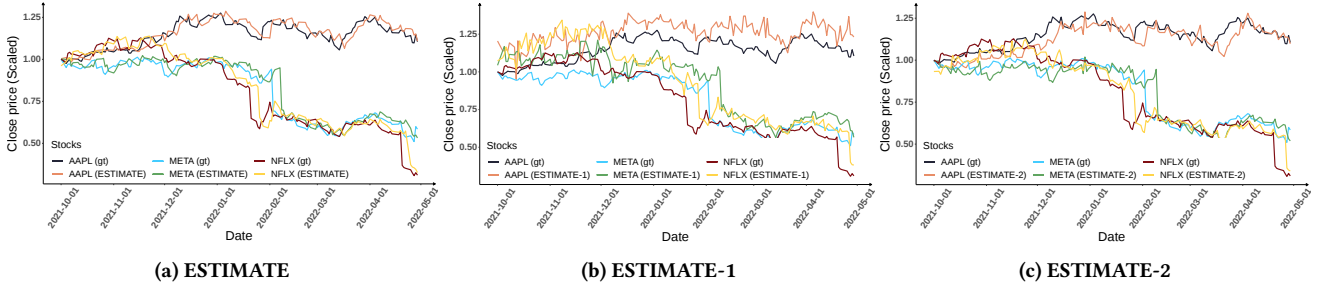 Close price (Scaled)
1.25
1.00
0.75
0.50
Stocks
AAPL (gt) META (gt) NFLX (gt)
AAPL (ESTIMATE) META (ESTIMATE) NFLX (ESTIMATE)
2021-10-01 2021-11-01 2021-12-01 2022-01-01 2022-02-01 2022-03-01 2022-04-01 2022-05-01
Date
(a) ESTIMATE
Close price (Scaled)
1.25
1.00
0.75
0.50
Stocks
AAPL (gt) META (gt) NFLX (gt)
AAPL (ESTIMATE-1) META (ESTIMATE-1) NFLX (ESTIMATE-1)
2021-10-01 2021-11-01 2021-12-01 2022-01-01 2022-02-01 2022-03-01 2022-04-01 2022-05-01
Date
(b) ESTIMATE-1
Close price (Scaled)
1.25
1.00
0.75
0.50
Stocks
AAPL (gt) META (gt) NFLX (gt)
AAPL (ESTIMATE-2) META (ESTIMATE-2) NFLX (ESTIMATE-2)
2021-10-01 2021-11-01 2021-12-01 2022-01-01 2022-02-01 2022-03-01 2022-04-01 2022-05-01
Date
(c) ESTIMATE-2